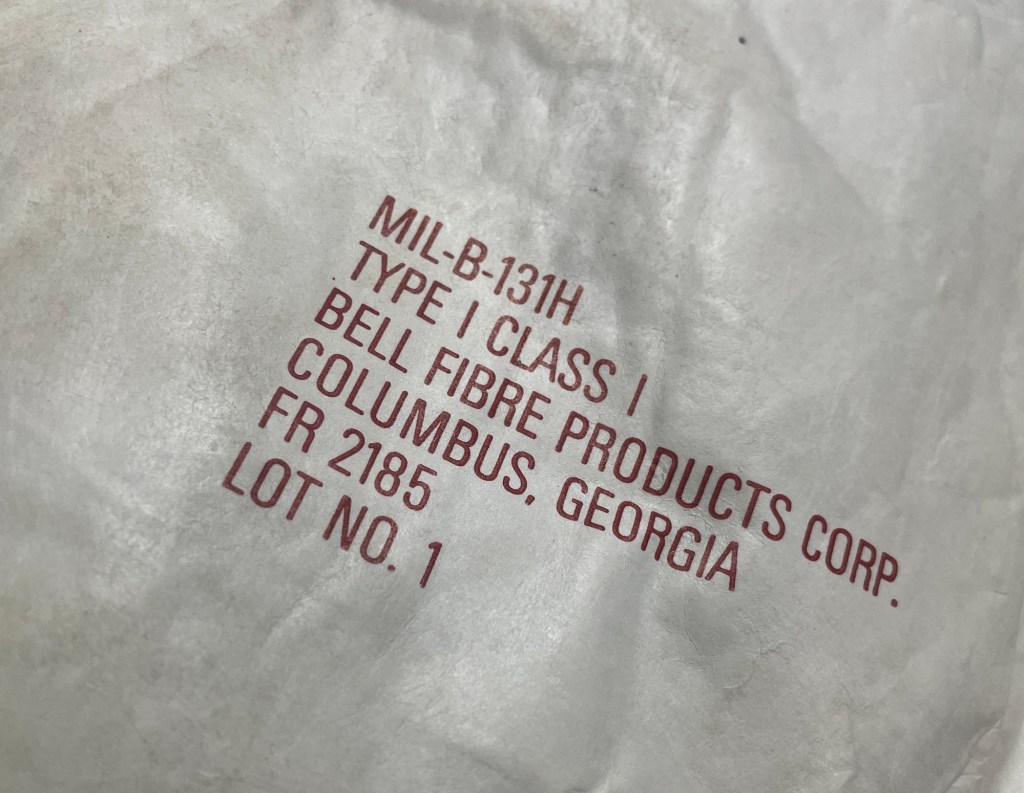 MIL-B-131H
TYPE I CLASS I
BELL FIBRE PRODUCTS CORP.
COLUMBUS, GEORGIA
FR 2185
LOT NO. 1